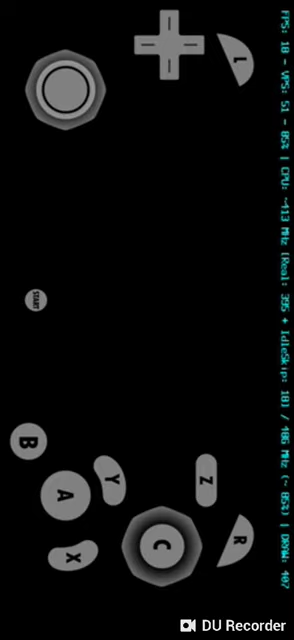 FPS: 18 - VPS: 51 - 85% | CPU: ~413 MHz [Real: 395 + IdleSkip: 18] / 486 MHz (~ 85%) | DRAW: 407
L
START
B
A
Y
X
Z
C
R
DU Recorder